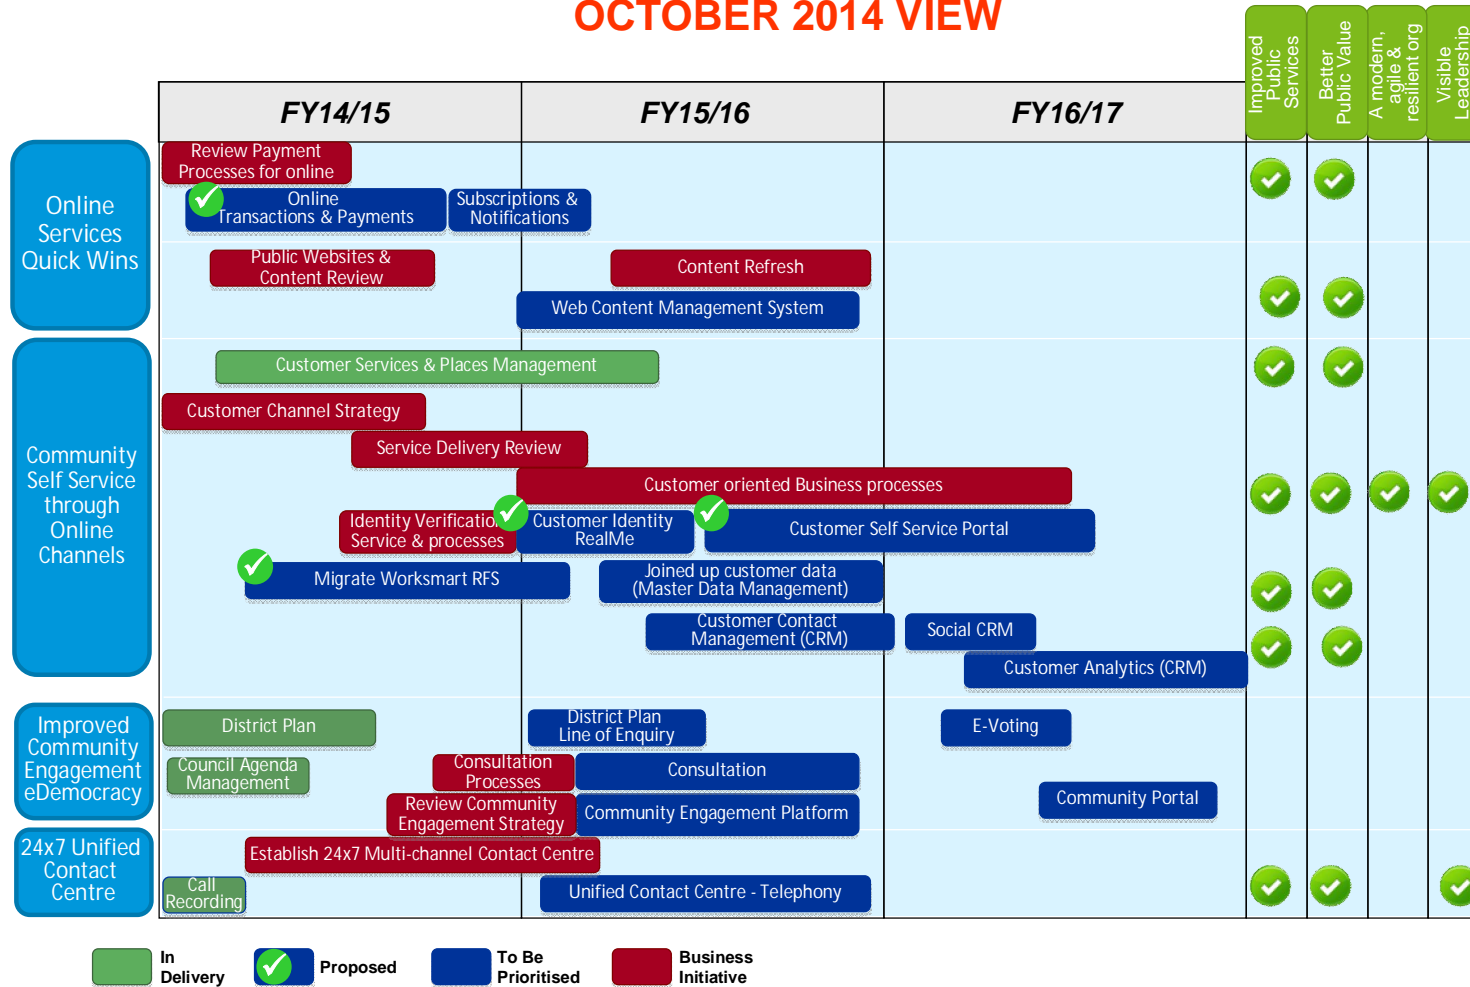 OCTOBER 2014 VIEW
Improved
Public
Services
Better
Public Value
A modern,
agile &
resilient org
Visible
Leadership
FY14/15
FY15/16
FY16/17
Online
Services
Quick Wins
Review Payment
Processes for online
Online
Transactions & Payments
Subscriptions &
Notifications
Public Websites &
Content Review
Content Refresh
Web Content Management System
Community
Self Service
through
Online
Channels
Customer Services & Places Management
Customer Channel Strategy
Service Delivery Review
Customer oriented Business processes
Identity Verification
Service & processes
Customer Identity
RealMe
Customer Self Service Portal
Migrate Worksmart RFS
Joined up customer data
(Master Data Management)
Customer Contact
Management (CRM)
Social CRM
Customer Analytics (CRM)
Improved
Community
Engagement
eDemocracy
District Plan
District Plan
Line of Enquiry
E-Voting
Council Agenda
Management
Consultation
Processes
Consultation
Review Community
Engagement Strategy
Community Engagement Platform
Community Portal
24x7 Unified
Contact
Centre
Establish 24x7 Multi-channel Contact Centre
Call
Recording
Unified Contact Centre - Telephony
In
Delivery
Proposed
To Be
Prioritised
Business
Initiative